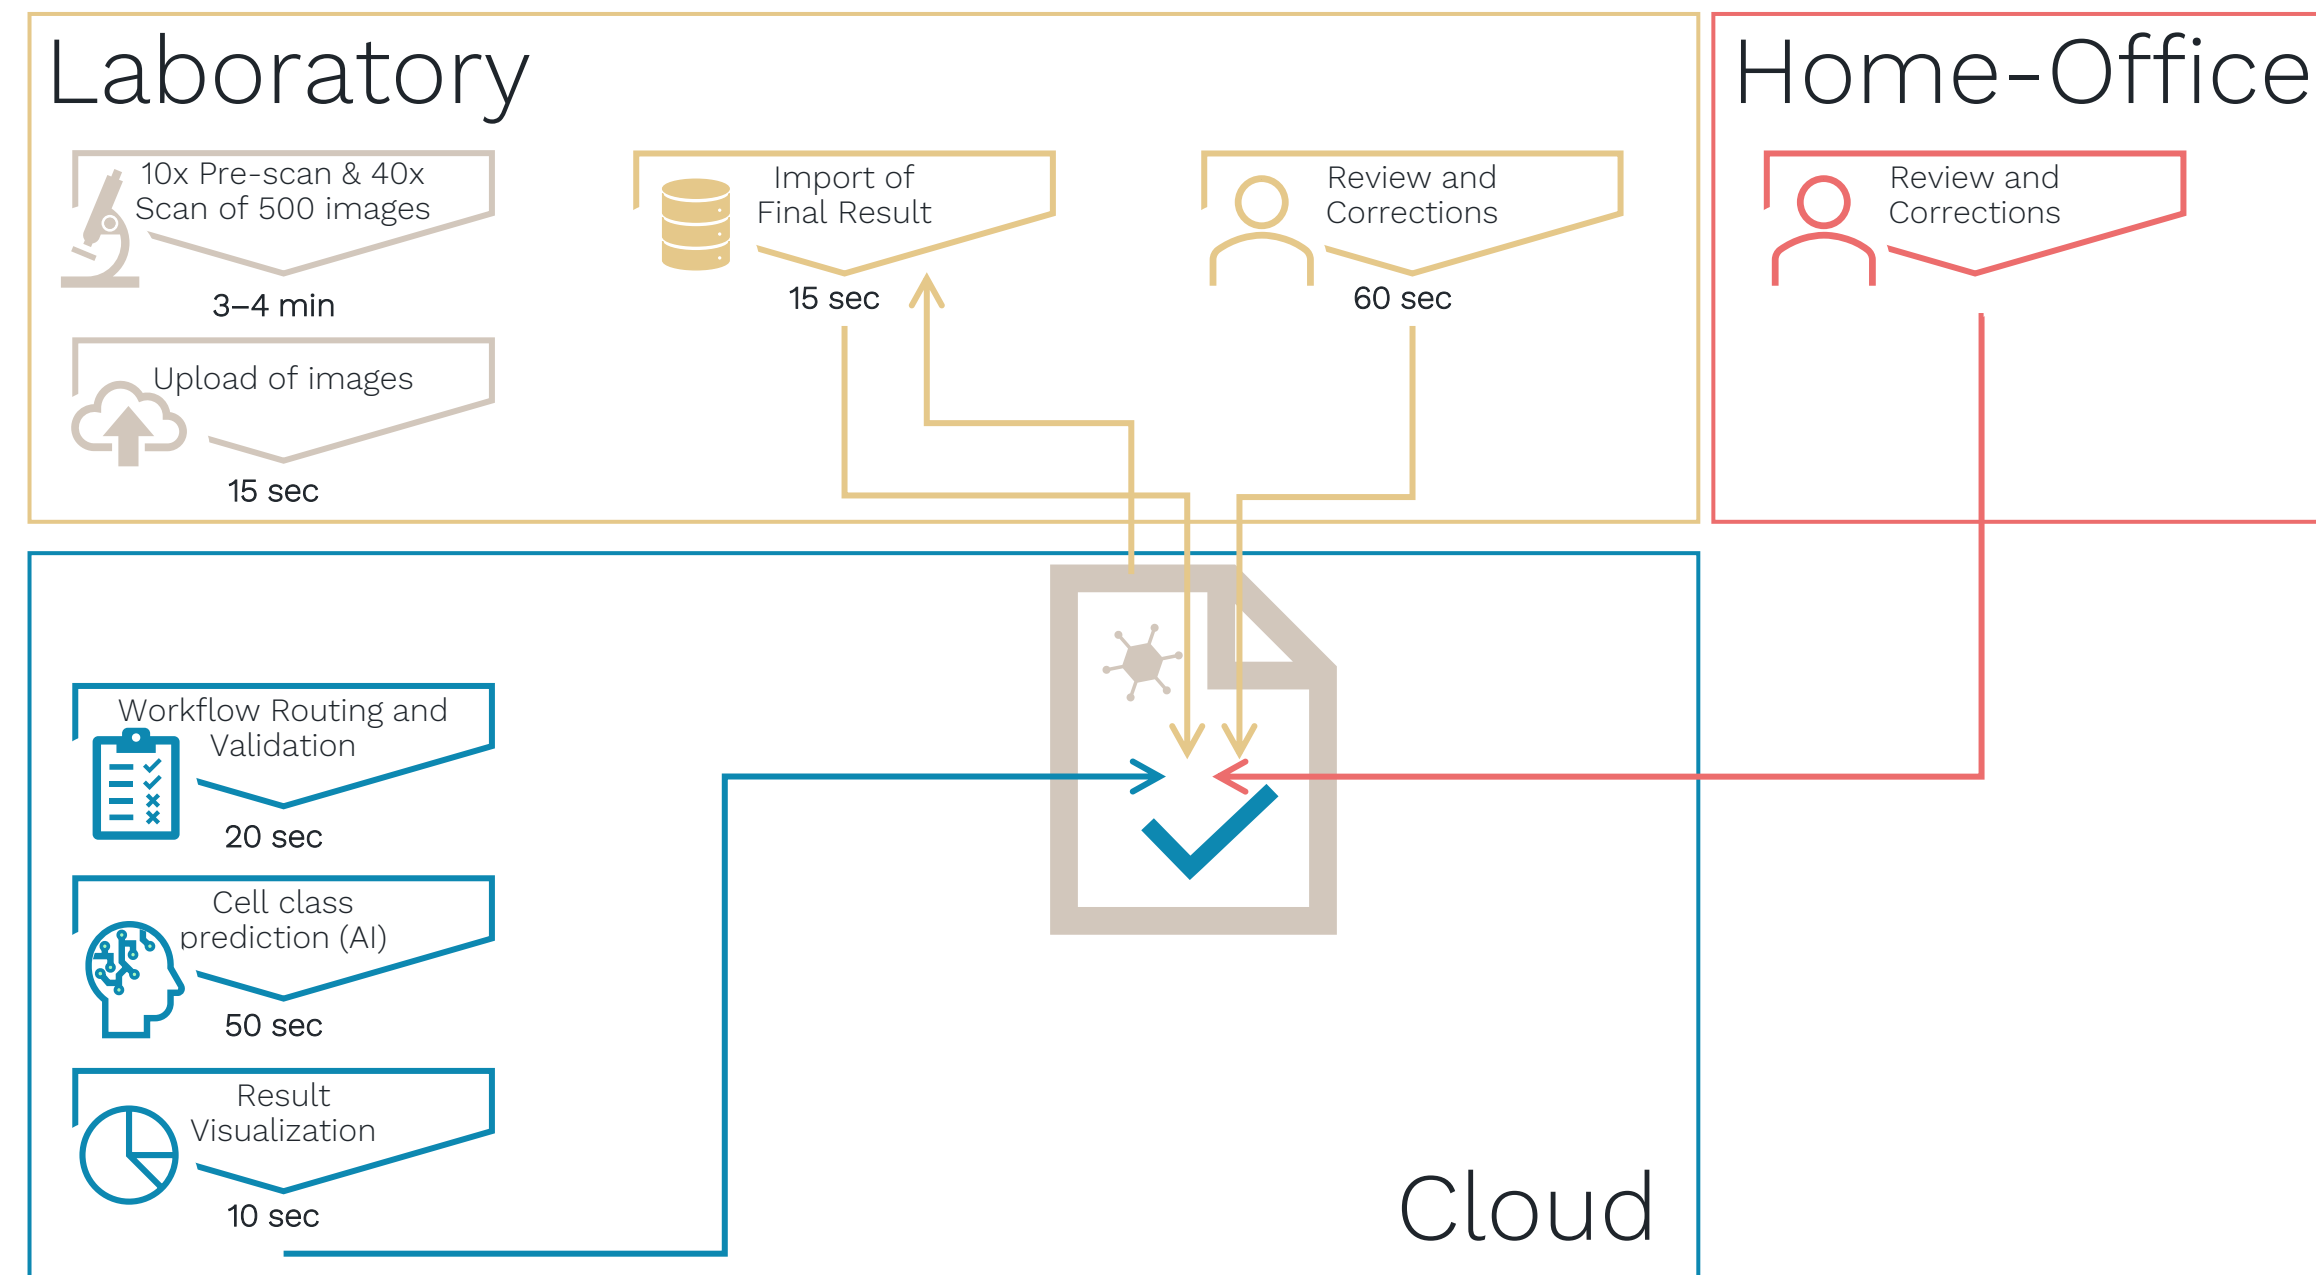 Laboratory
10x Pre-scan & 40x
Scan of 500 images
3–4 min
Upload of images
15 sec
Import of
Final Result
15 sec
Review and
Corrections
60 sec
Home-Office
Review and
Corrections
Workflow Routing and
Validation
20 sec
Cell class
prediction (AI)
50 sec
Result
Visualization
10 sec
Cloud